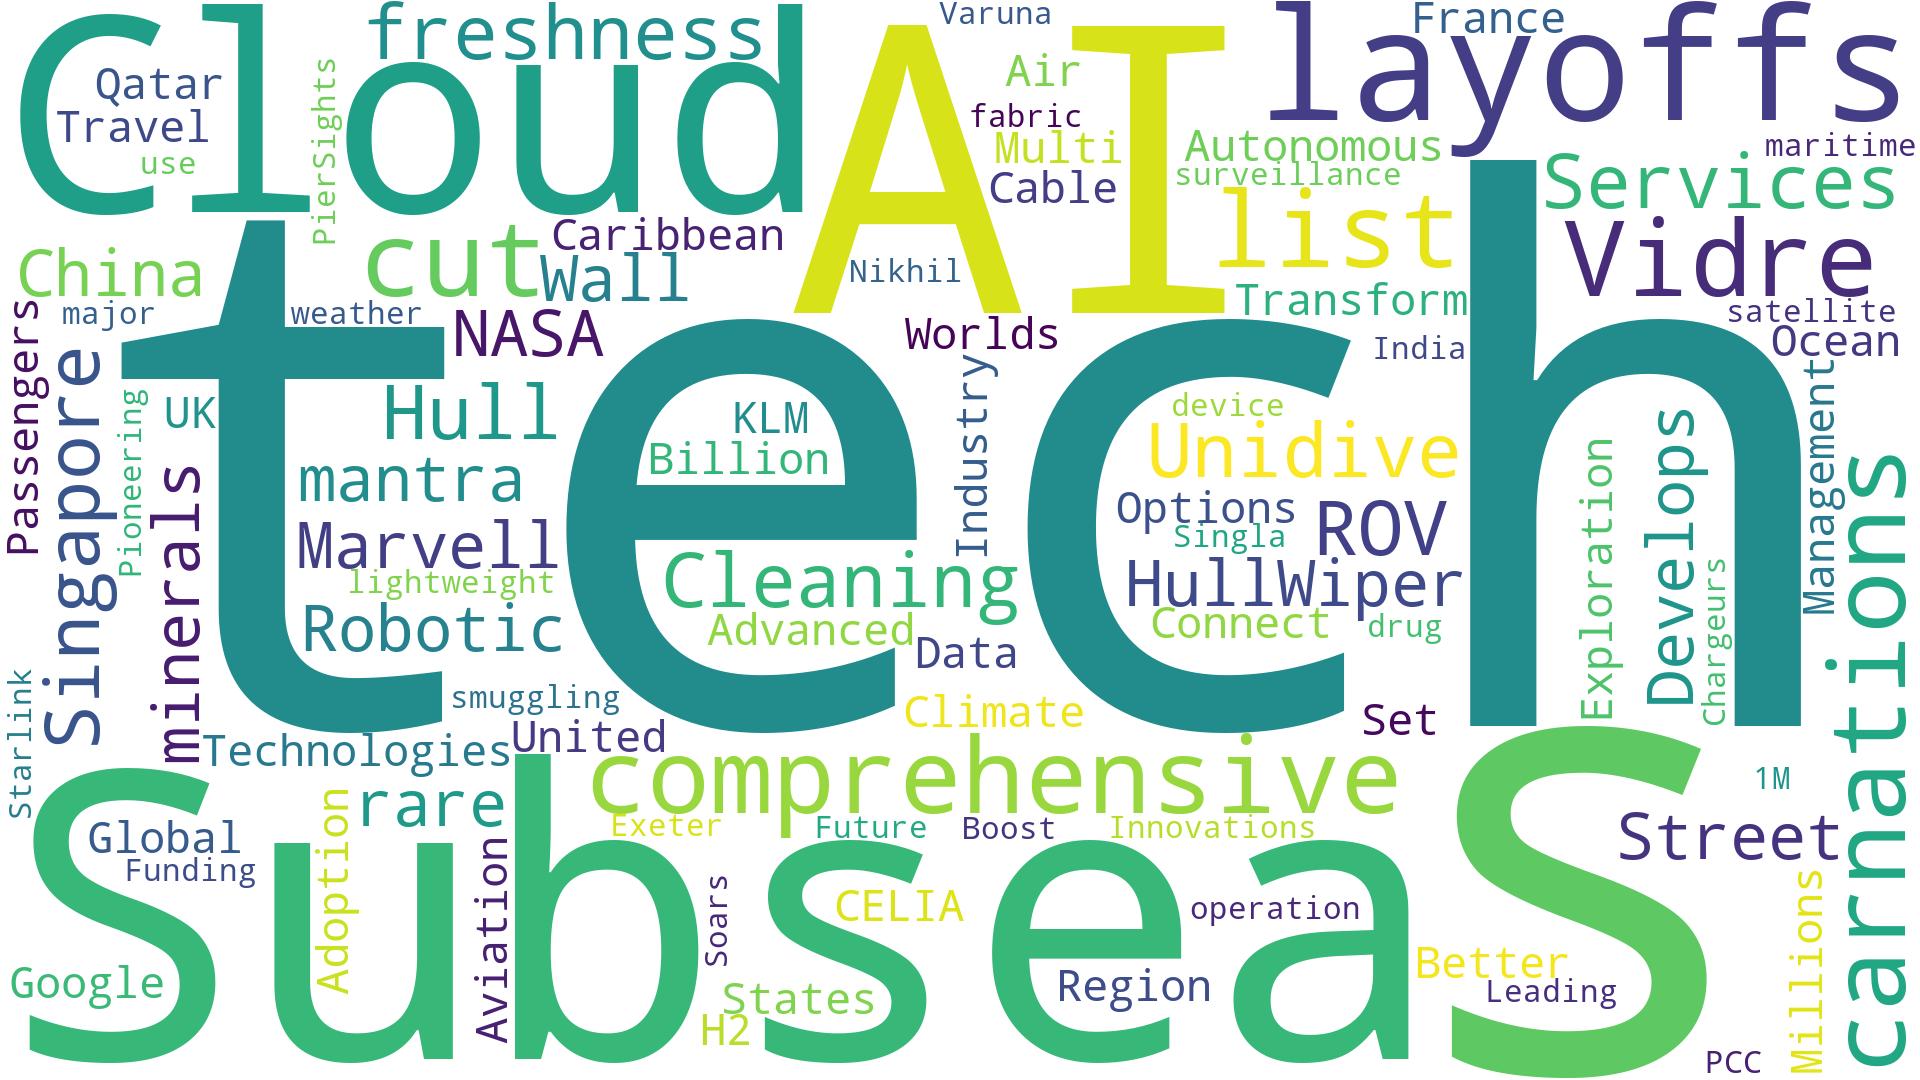 Cloud
freshness
Varuna
AI
layoffs
France
Qatar
Travel
use
PierSights
Air
fabric
Multi
Cable
Autonomous
surveillance
maritime
Services
list
Vidre
China
cut
Caribbean
Wall
Nikhil
Transform
satellite
Ocean
major
weather
NASA
Worlds
India
tech
Passengers
Singapore
Pioneering
UK
minerals
Hull
mantra
Marvell
lightweight
Robotic
KLM
Billion
Industry
Cleaning
Advanced
Data
device
Unidive
Options
Singla
ROV
HullWiper
Connect
drug
Exploration
Develops
Chargeurs
Management
carnations
Starlink
smuggling
Technologies
United
Climate
Set
comprehensive
1M
rare
Global
Funding
Adoption
Aviation
Exeter
Future
Boost
Innovations
Street
Subsea
S
Soars
CELIA
operation
Google
States
H2
Region
Better
Leading
Millions
PCC